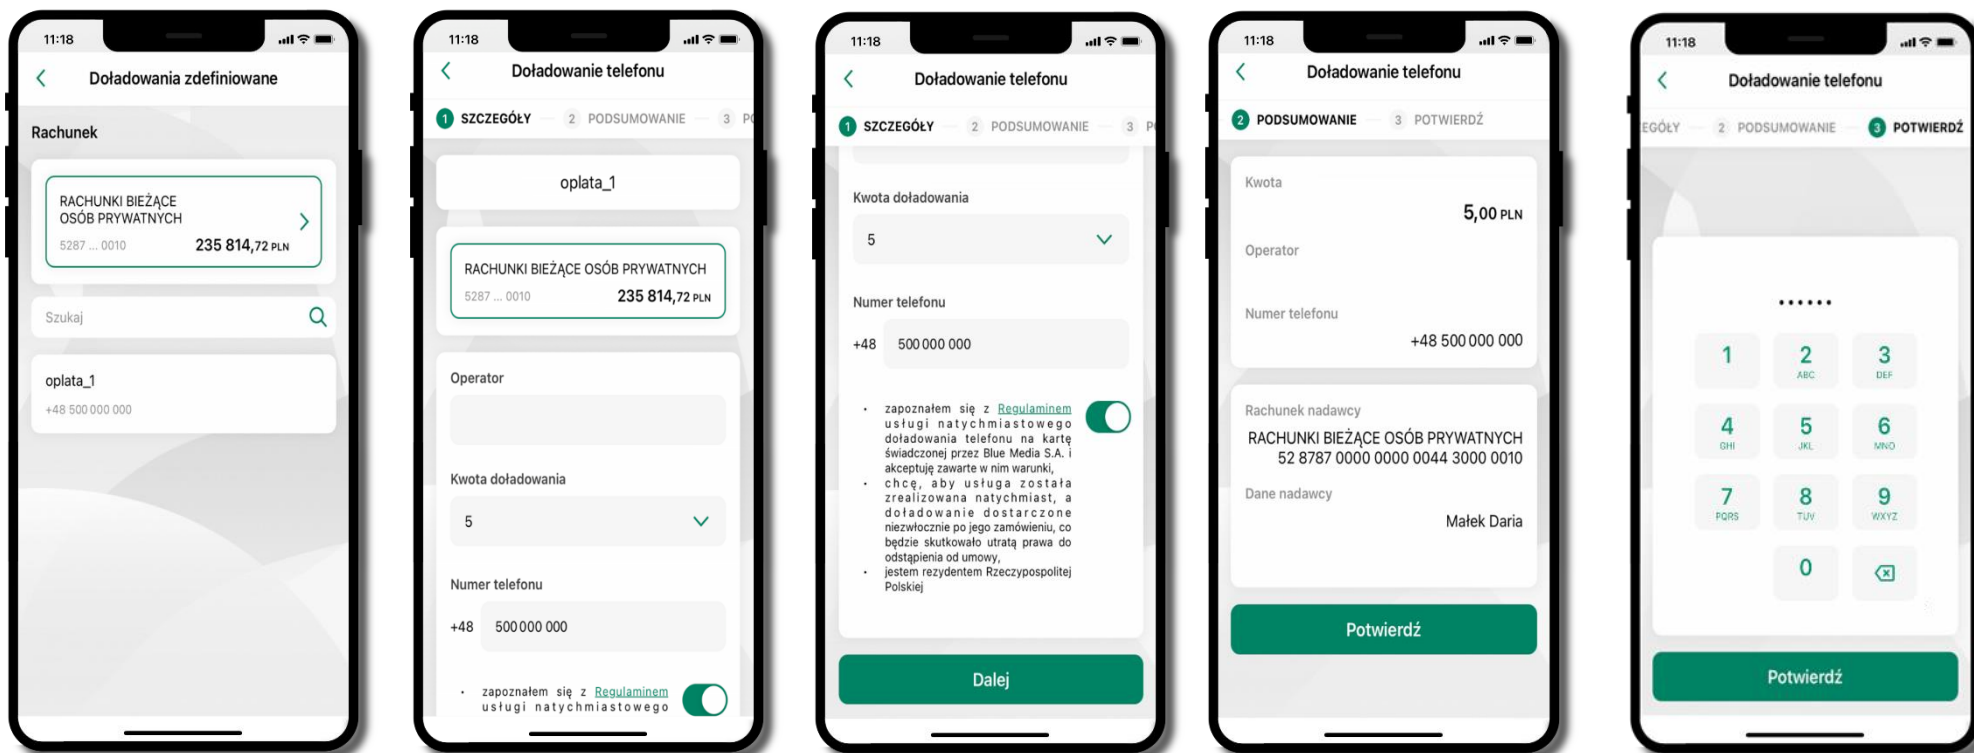 11:18
Doładowania zdefiniowane
Rachunek
RACHUNKI BIEŻĄCE
OSÓB PRYWATNYCH
5287 ... 0010 235 814,72 PLN
Szukaj
oplata_1
+48 500 000 000
11:18
Doładowanie telefonu
1 SZCZEGÓŁY 2 PODSUMOWANIE 3 PO
oplata_1
RACHUNKI BIEŻĄCE OSÓB PRYWATNYCH
5287 ... 0010 235 814,72 PLN
Operator
Kwota doładowania
5
Numer telefonu
+48 500 000 000
• zapoznałem się z Regulaminem
usługi natychmiastowego
11:18
Doładowanie telefonu
1 SZCZEGÓŁY 2 PODSUMOWANIE 3 P
Kwota doładowania
5
Numer telefonu
+48 500 000 000
• zapoznałem się z Regulaminem
usługi natychmiastowego
doładowania telefonu na kartę
świadczonej przez Blue Media S.A. i
akceptuję zawarte w nim warunki,
• chcę, aby usługa została
zrealizowana natychmiast, a
doładowanie dostarczone
niezwłocznie po jego zamówieniu, co
będzie skutkowało utratą prawa do
odstąpienia od umowy,
• jestem rezydentem Rzeczypospolitej
Polskiej
Dalej
11:18
Doładowanie telefonu
2 PODSUMOWANIE 3 POTWIERDŹ
Kwota
5,00 PLN
Operator
Numer telefonu
+48 500 000 000
Rachunek nadawcy
RACHUNKI BIEŻĄCE OSÓB PRYWATNYCH
52 8787 0000 0000 0044 3000 0010
Dane nadawcy
Małek Daria
Potwierdź
11:18
Doładowanie telefonu
EGÓŁY 2 PODSUMOWANIE 3 POTWIERDŹ
••••••
1 2 3
ABC DEF
4 5 6
GHI JKL MNO
7 8 9
PQRS TUV WXYZ
0
Potwierdź